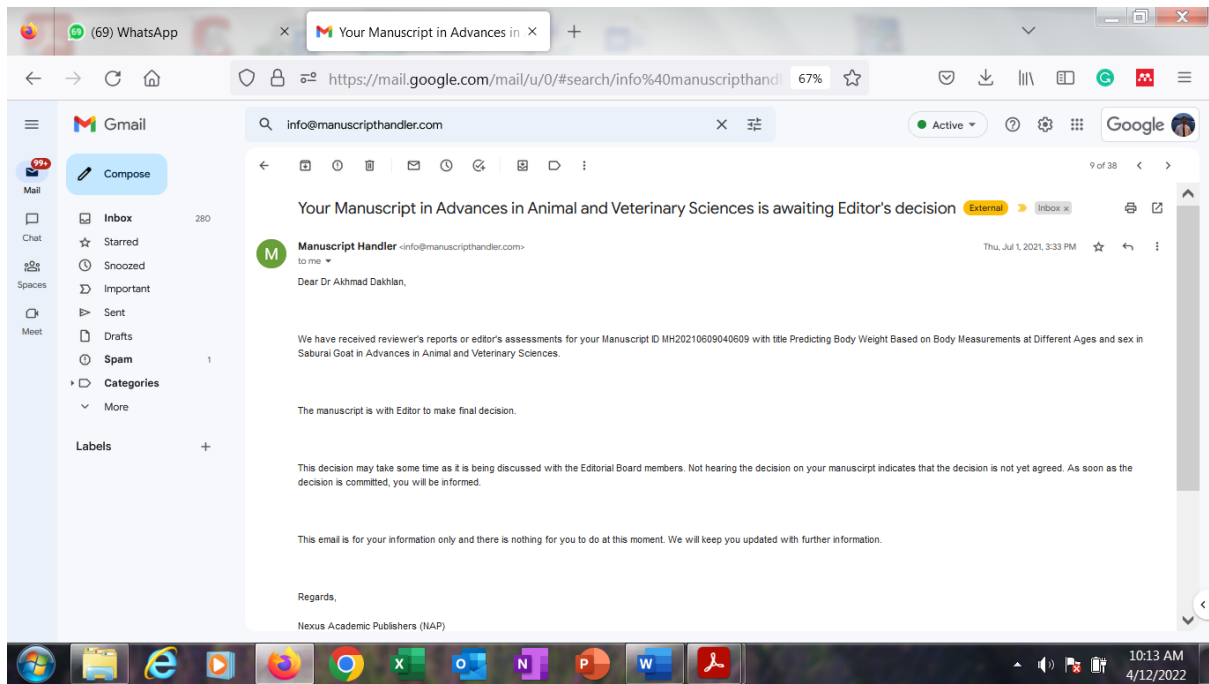 (69) WhatsApp
Your Manuscript in Advances in
https://mail.google.com/mail/u/0/#search/info%40manuscripthandl
67%
Gmail
info@manuscripthandler.com
Active
Google
99+
Mail
Chat
Spaces
Meet
Compose
Inbox 280
Starred
Snoozed
Important
Sent
Drafts
Spam 1
Categories
More
Labels
9 of 38
Your Manuscript in Advances in Animal and Veterinary Sciences is awaiting Editor's decision External Inbox x
M
Manuscript Handler <info@manuscripthandler.com> Thu, Jul 1, 2021, 3:33 PM
to me
Dear Dr Akhmad Dakhlan,
We have received reviewer's reports or editor's assessments for your Manuscript ID MH20210609040609 with title Predicting Body Weight Based on Body Measurements at Different Ages and sex in
Saburai Goat in Advances in Animal and Veterinary Sciences.
The manuscript is with Editor to make final decision.
This decision may take some time as it is being discussed with the Editorial Board members. Not hearing the decision on your manuscirpt indicates that the decision is not yet agreed. As soon as the
decision is committed, you will be informed.
This email is for your information only and there is nothing for you to do at this moment. We will keep you updated with further information.
Regards,
Nexus Academic Publishers (NAP)
10:13 AM
4/12/2022